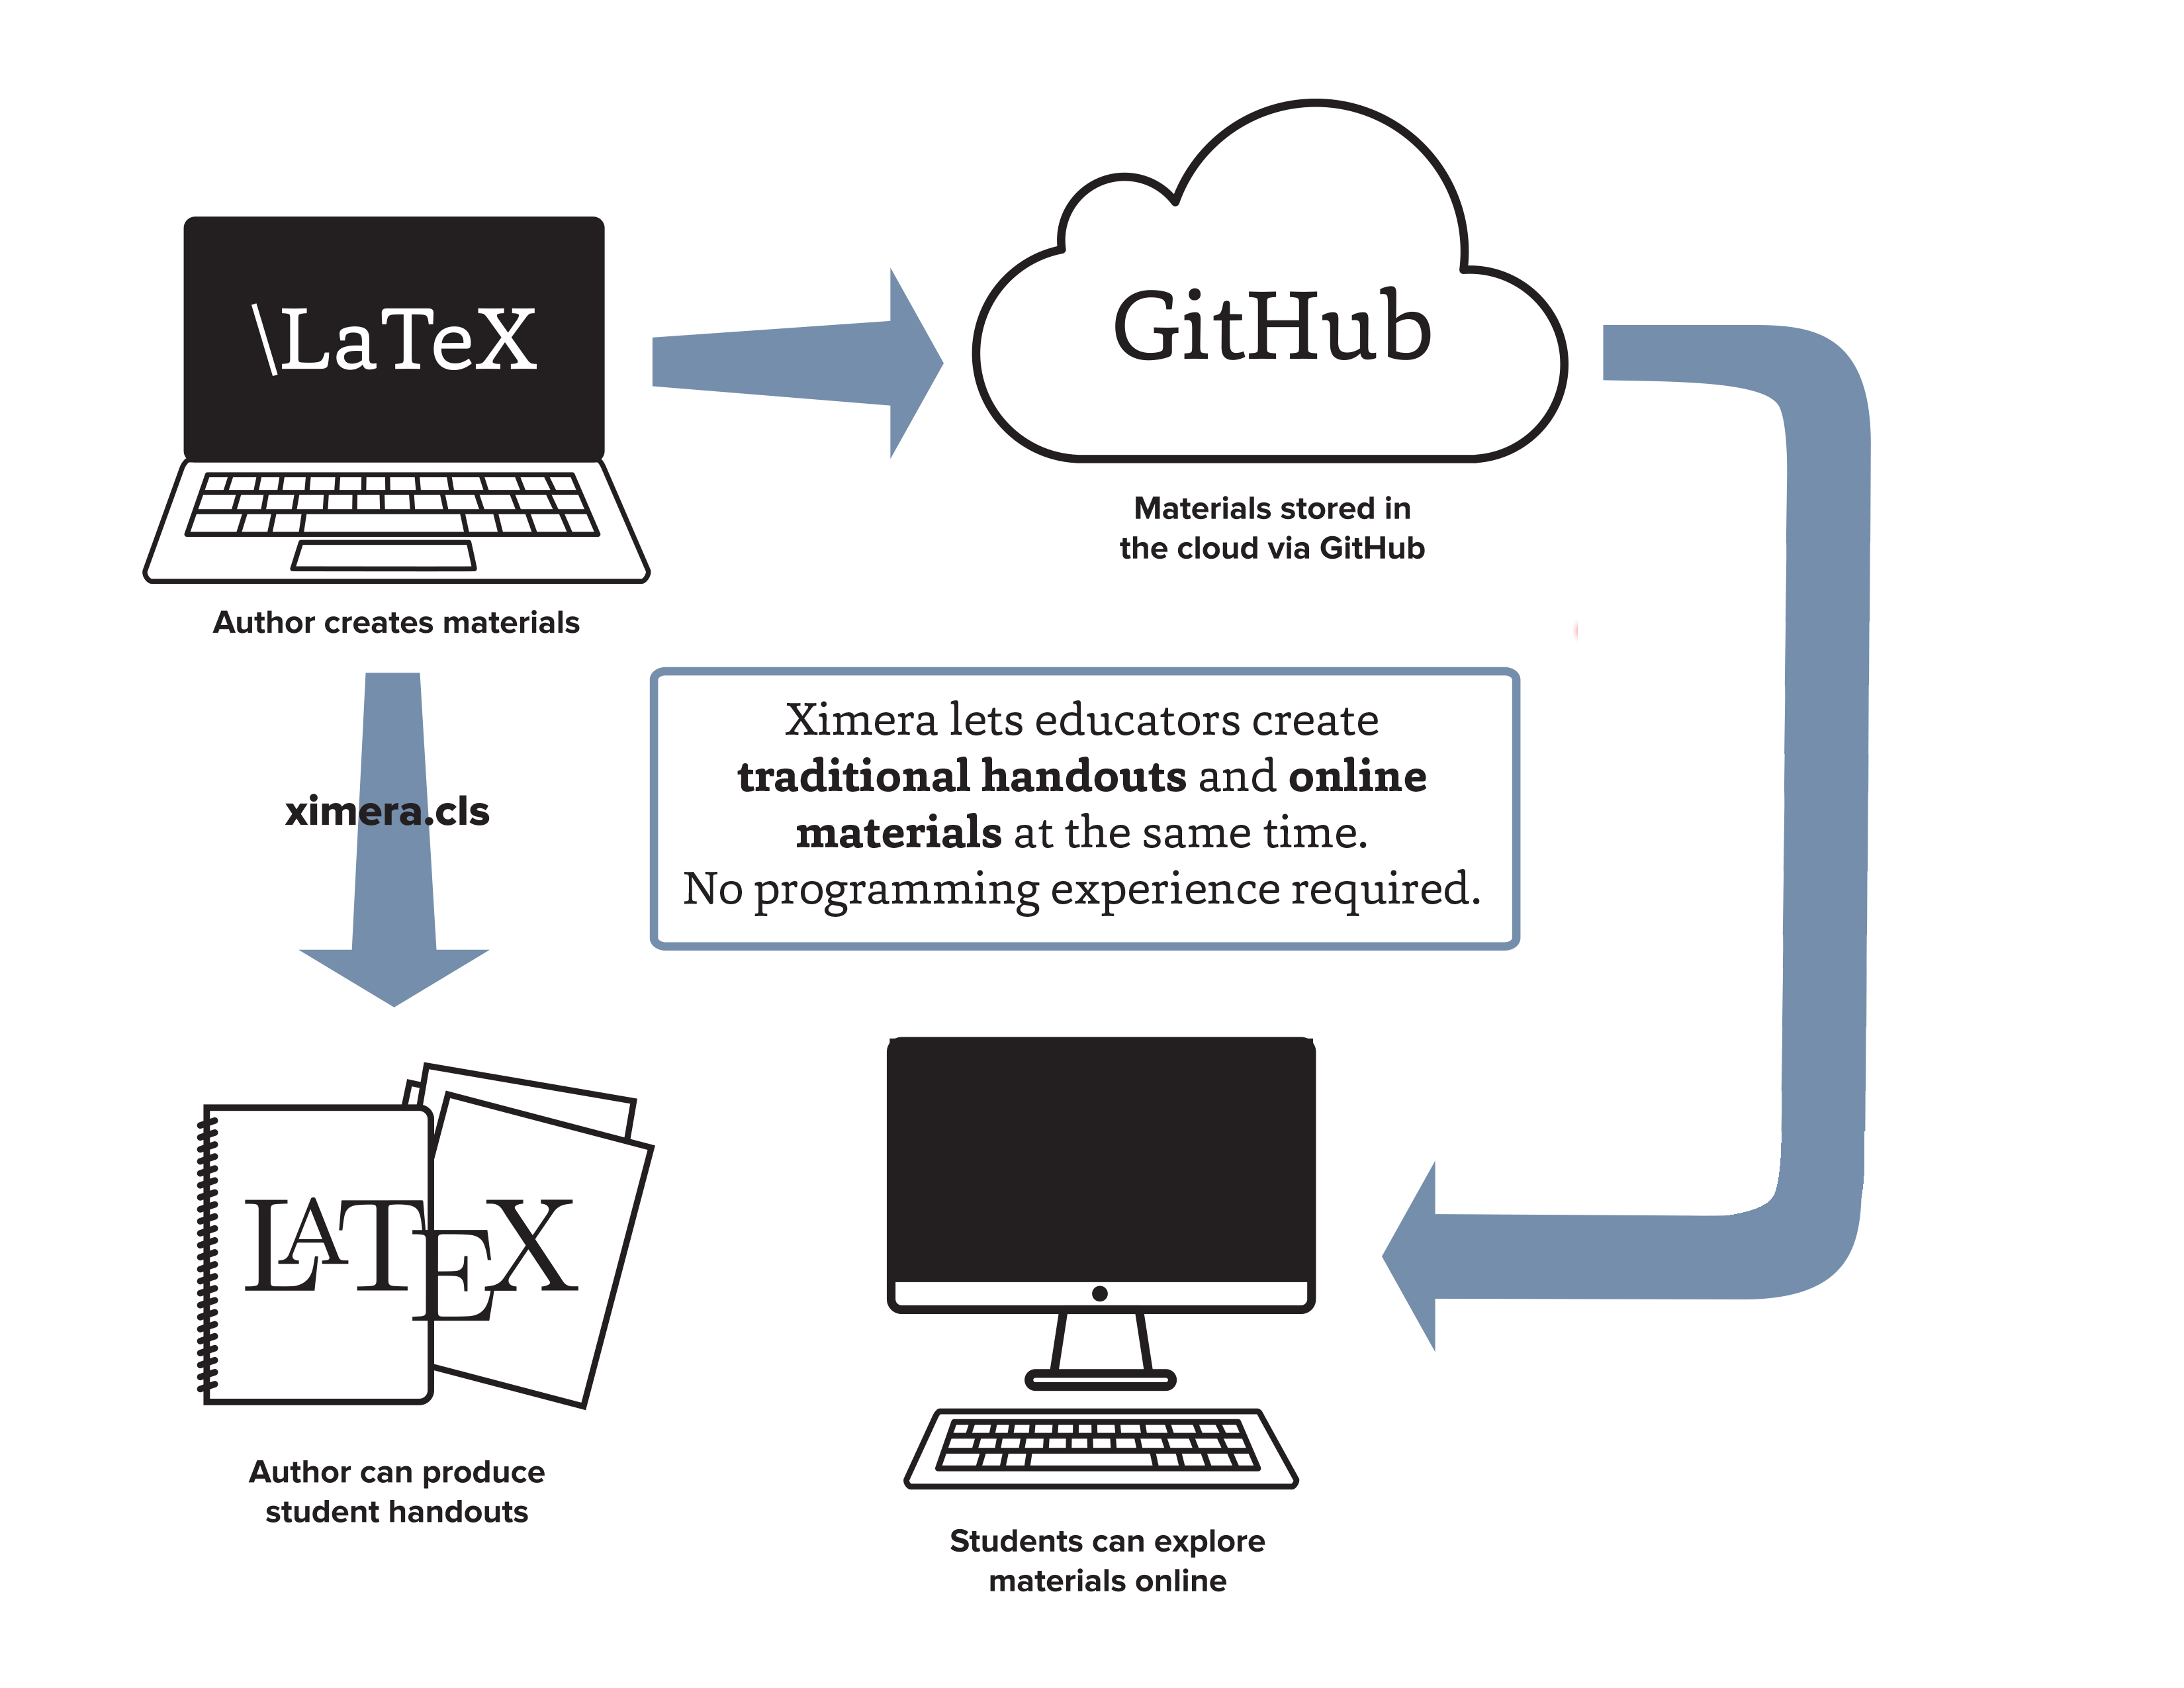 \LaTeX
GitHub
Materials stored in
the cloud via GitHub
Author creates materials
Ximera lets educators create
traditional handouts and online
materials at the same time.
No programming experience required.
ximera.cls
LATEX
Author can produce
student handouts
Students can explore
materials online